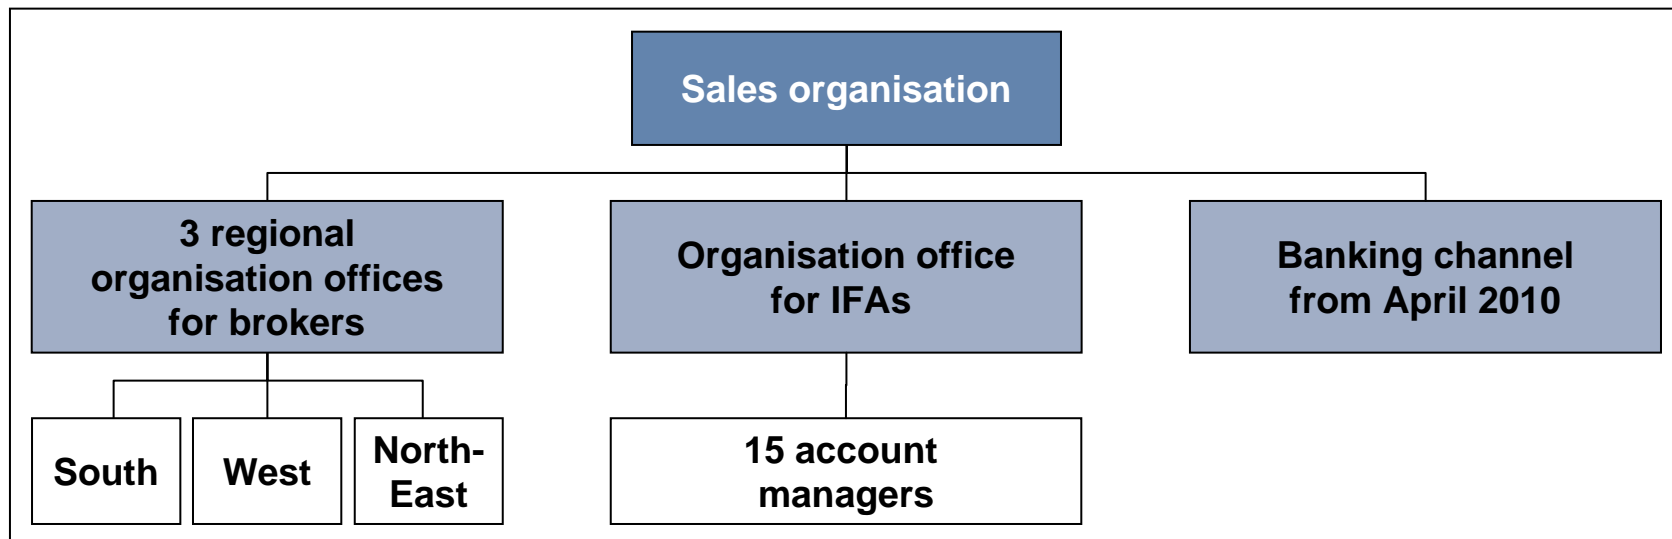 Sales organisation
3 regional
organisation offices
for brokers
Organisation office
for IFAs
Banking channel
from April 2010
South
West
North-
East
15 account
managers